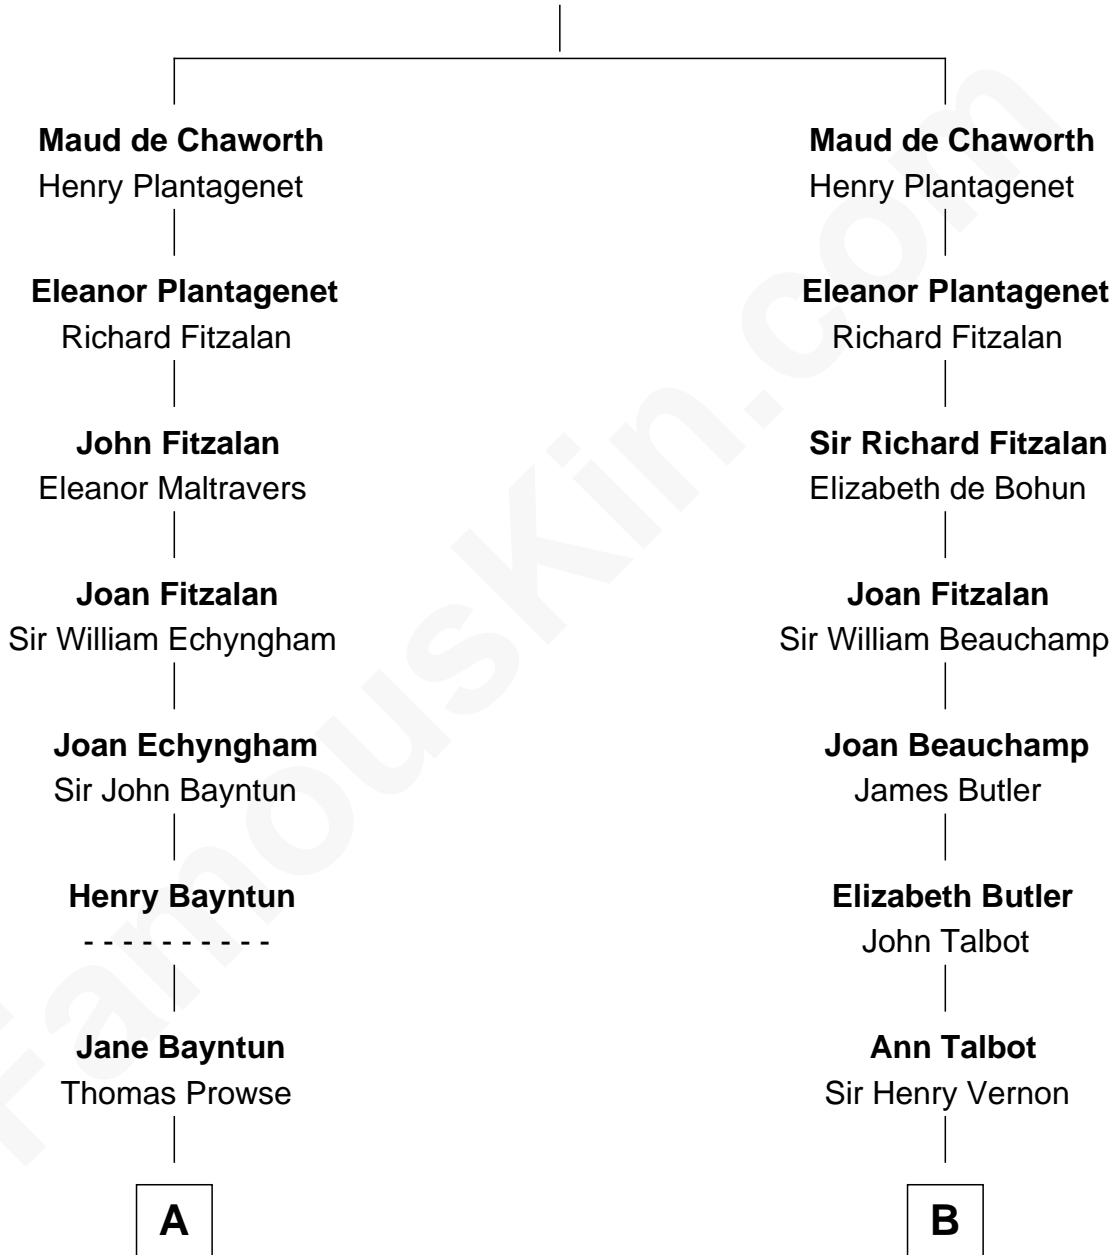 Maud de Chaworth
Henry Plantagenet
Eleanor Plantagenet
Richard Fitzalan
John Fitzalan
Eleanor Maltravers
Joan Fitzalan
Sir William Echyngham
Joan Echyngham
Sir John Bayntun
Henry Bayntun
- - - - - - - - - -
Jane Bayntun
Thomas Prowse
A
Maud de Chaworth
Henry Plantagenet
Eleanor Plantagenet
Richard Fitzalan
Sir Richard Fitzalan
Elizabeth de Bohun
Joan Fitzalan
Sir William Beauchamp
Joan Beauchamp
James Butler
Elizabeth Butler
John Talbot
Ann Talbot
Sir Henry Vernon
B
FamousKin.com